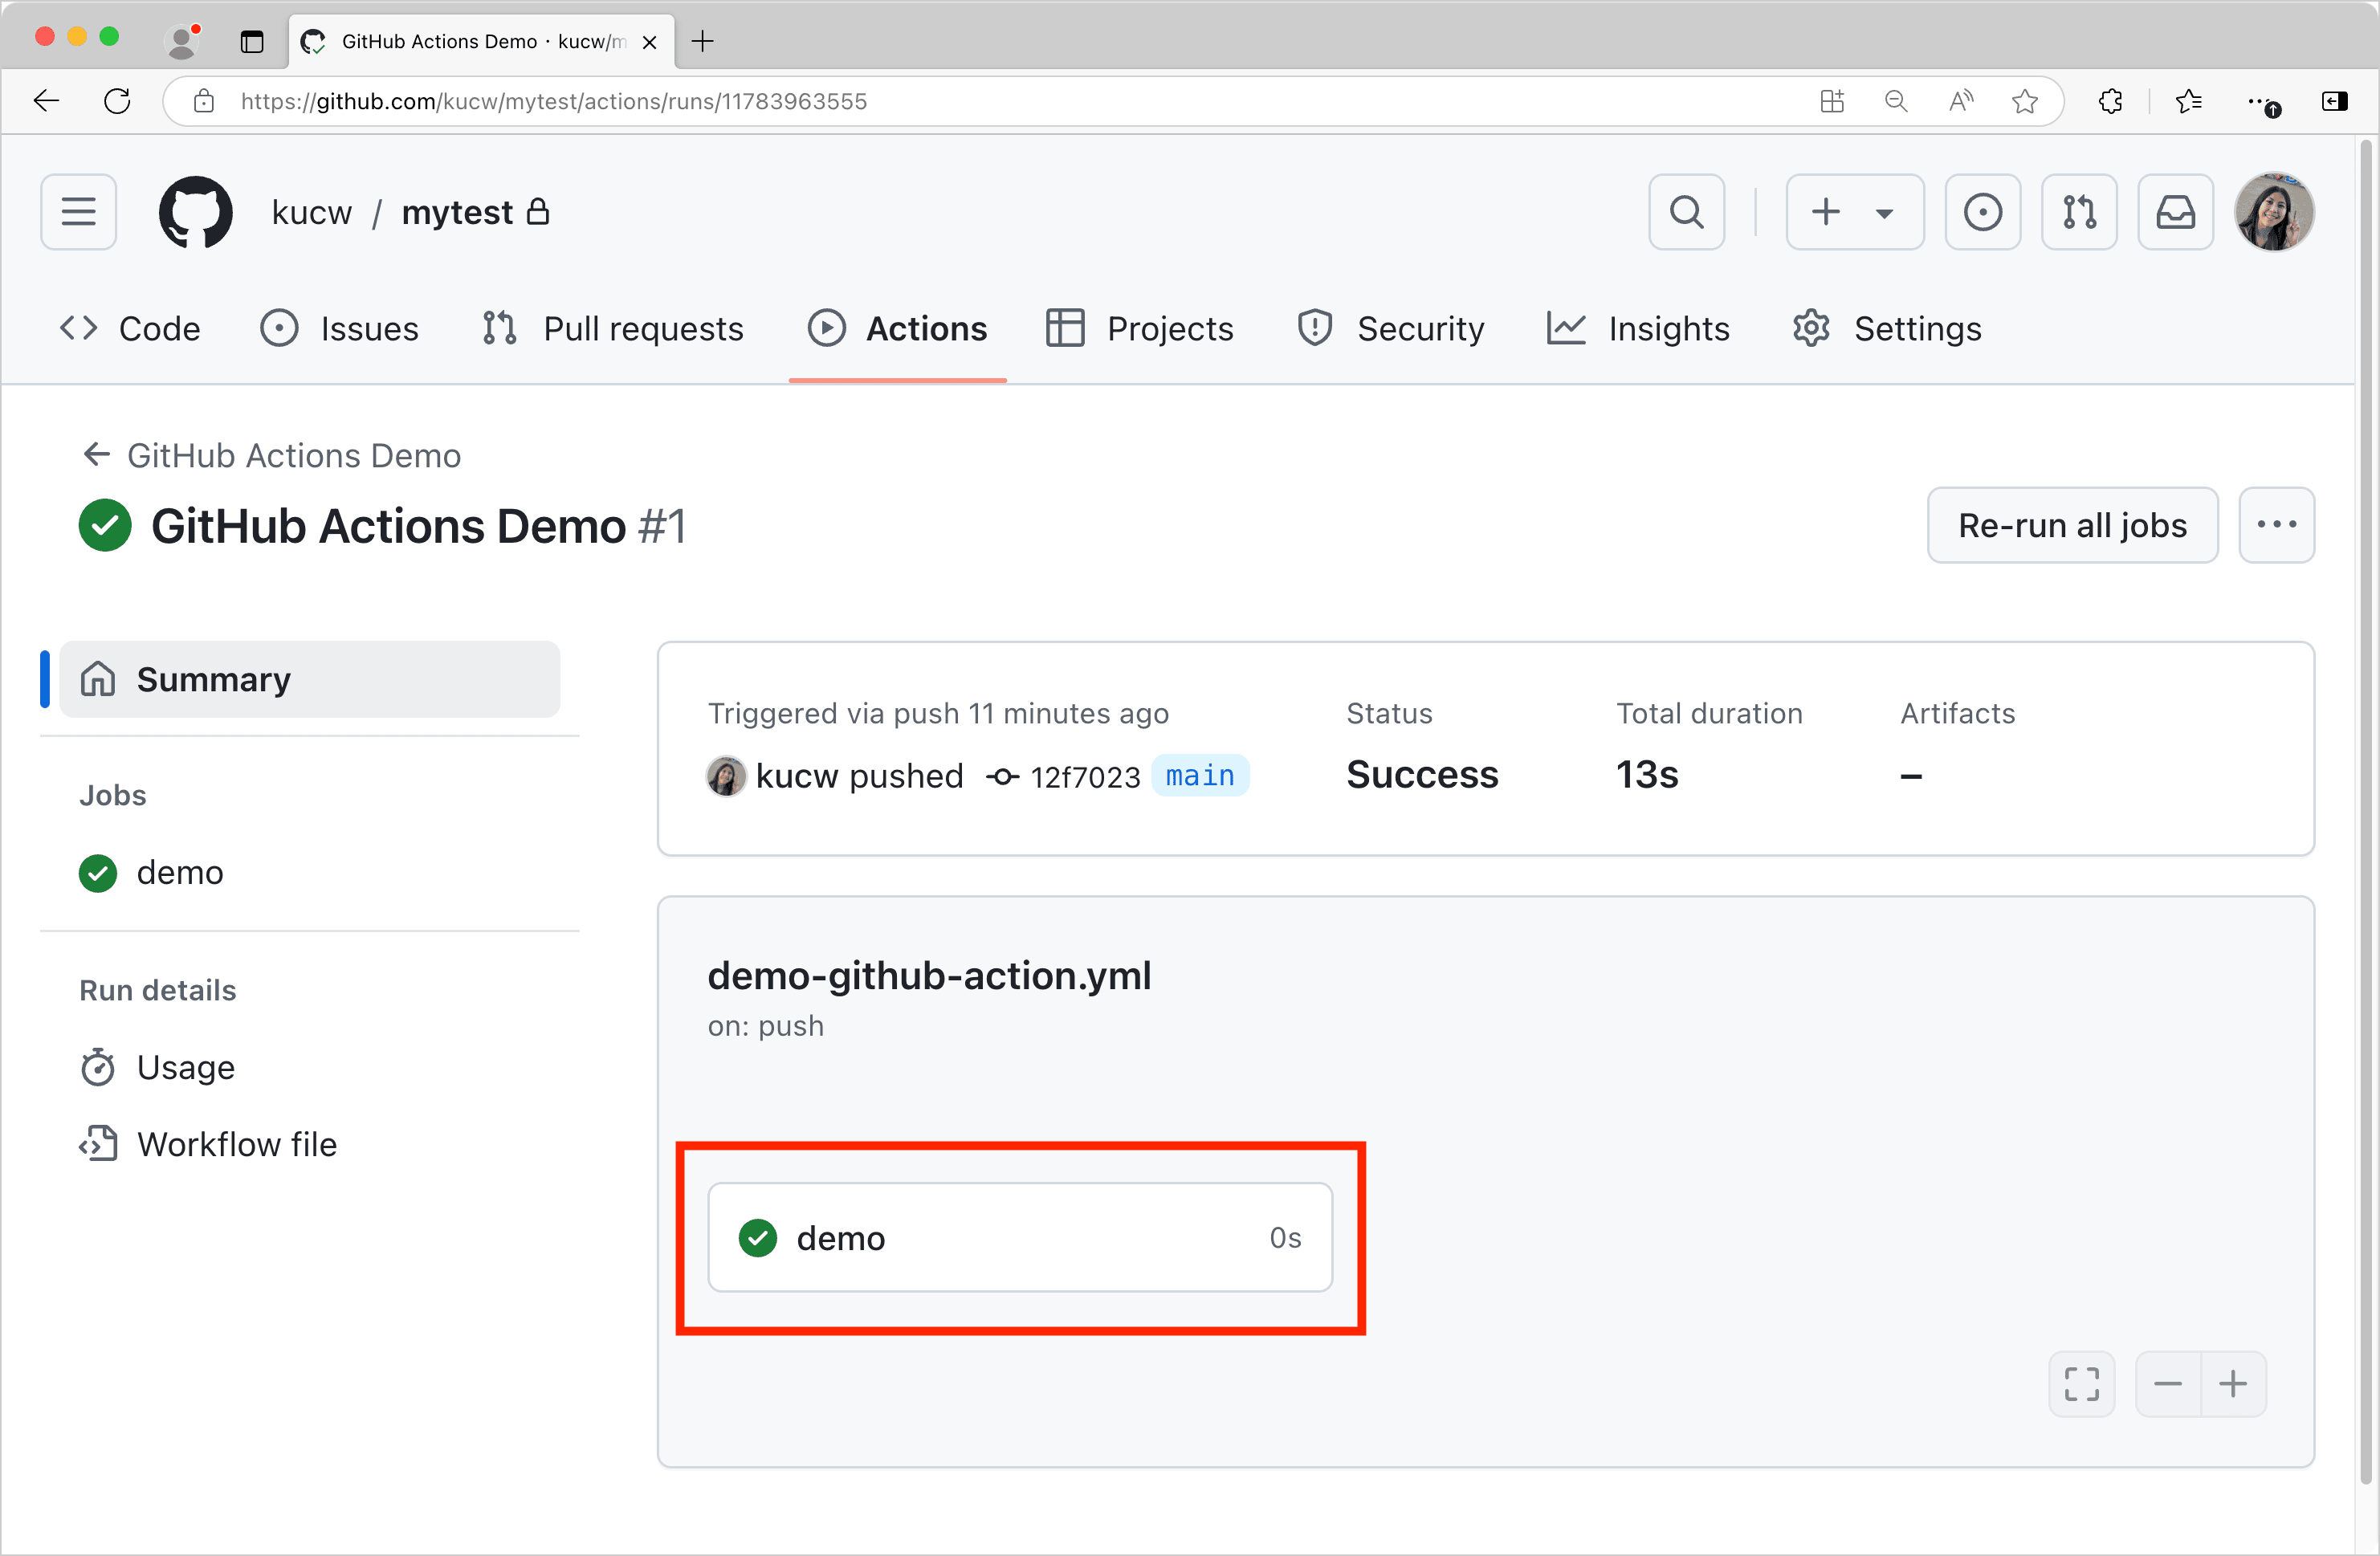 GitHub Actions Demo · kucw/m
https://github.com/kucw/mytest/actions/runs/11783963555
kucw / mytest
Code Issues Pull requests Actions Projects Security Insights Settings
GitHub Actions Demo
GitHub Actions Demo #1
Re-run all jobs
Summary
Jobs
demo
Run details
Usage
Workflow file
Triggered via push 11 minutes ago
kucw pushed 12f7023 main
Status
Success
Total duration
13s
Artifacts
–
demo-github-action.yml
on: push
demo 0s